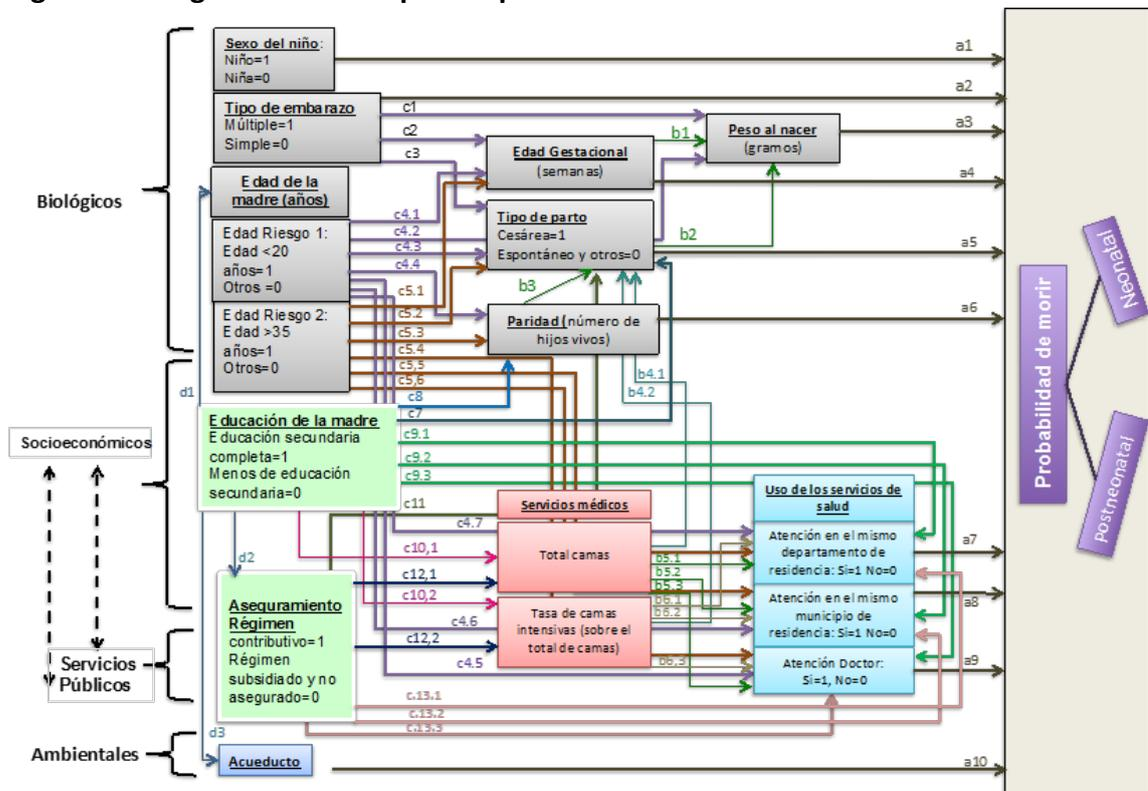 Sexo del niño:
Niño=1
Niña=0
Tipo de embarazo
Múltiple=1
Simple=0
Edad de la
madre (años)
Edad Riesgo 1:
Edad <20
años=1
Otros =0
Edad Riesgo 2:
Edad >35
años=1
Otros=0
Educación de la madre
Educación secundaria
completa=1
Menos de educación
secundaria=0
Aseguramiento
Régimen
contributivo=1
Régimen
subsidiado y no
asegurado=0
Acueducto
Biológicos
Socioeconómicos
Servicios
Públicos
Ambientales
Edad Gestacional
(semanas)
Tipo de parto
Cesárea=1
Espontáneo y otros=0
Paridad (número de
hijos vivos)
Peso al nacer
(gramos)
Servicios médicos
Total camas
Tasa de camas
intensivas (sobre el
total de camas)
Uso de los servicios de
salud
Atención en el mismo
departamento de
residencia: Si=1 No=0
Atención en el mismo
municipio de
residencia: Si=1 No=0
Atención Doctor:
Si=1, No=0
Probabilidad de morir
Neonatal
Postneonatal
a1
a2
a3
a4
a5
a6
a7
a8
a9
a10
b1
b2
b3
b4.1
b4.2
b5.1
b5.2
b5.3
b6.1
b6.2
b6,3
c1
c2
c3
c4.1
c4.2
c4.3
c4.4
c5.1
c5.2
c5.3
c5.4
c5,5
c5,6
c8
c7
c9.1
c9.2
c9.3
c11
c4.7
c10,1
c12,1
c10,2
c4.6
c12,2
c4.5
c.13.1
c.13.2
c.13.3
d1
d2
d3